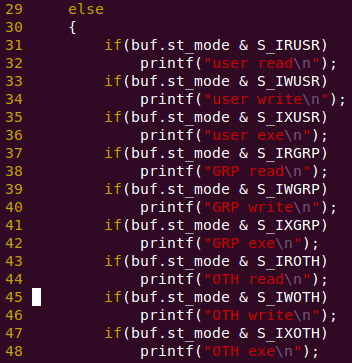 29 else
30 {
31 if(buf.st_mode & S_IRUSR)
32 printf("user read\n");
33 if(buf.st_mode & S_IWUSR)
34 printf("user write\n");
35 if(buf.st_mode & S_IXUSR)
36 printf("user exe\n");
37 if(buf.st_mode & S_IRGRP)
38 printf("GRP read\n");
39 if(buf.st_mode & S_IWGRP)
40 printf("GRP write\n");
41 if(buf.st_mode & S_IXGRP)
42 printf("GRP exe\n");
43 if(buf.st_mode & S_IROTH)
44 printf("OTH read\n");
45 if(buf.st_mode & S_IWOTH)
46 printf("OTH write\n");
47 if(buf.st_mode & S_IXOTH)
48 printf("OTH exe\n");